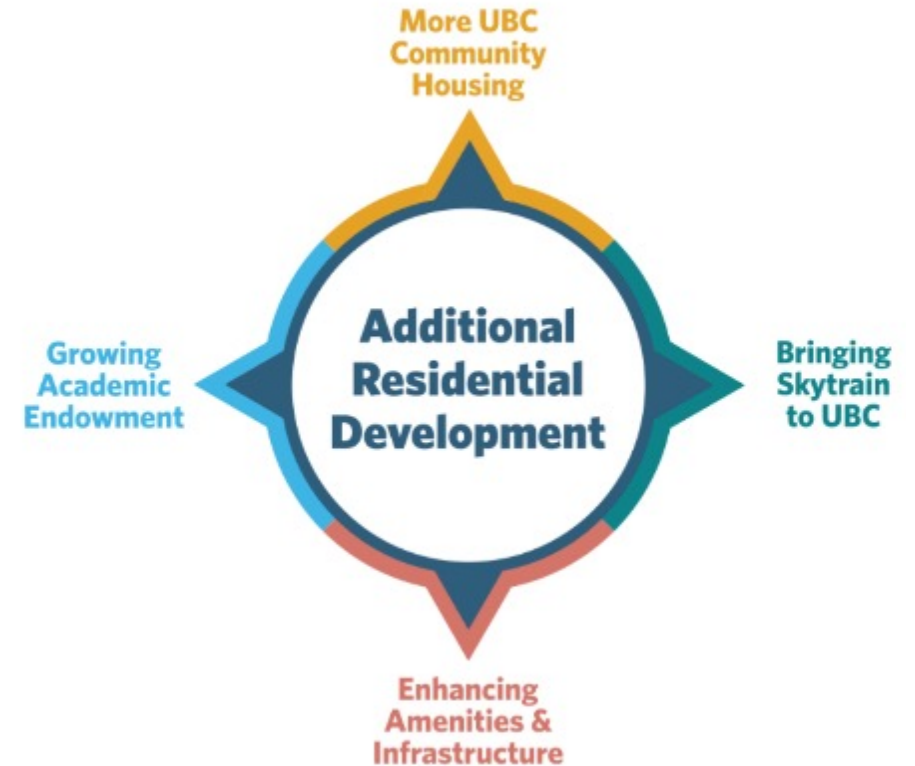 More UBC
Community
Housing
Growing
Academic
Endowment
Additional
Residential
Development
Bringing
Skytrain
to UBC
Enhancing
Amenities &
Infrastructure